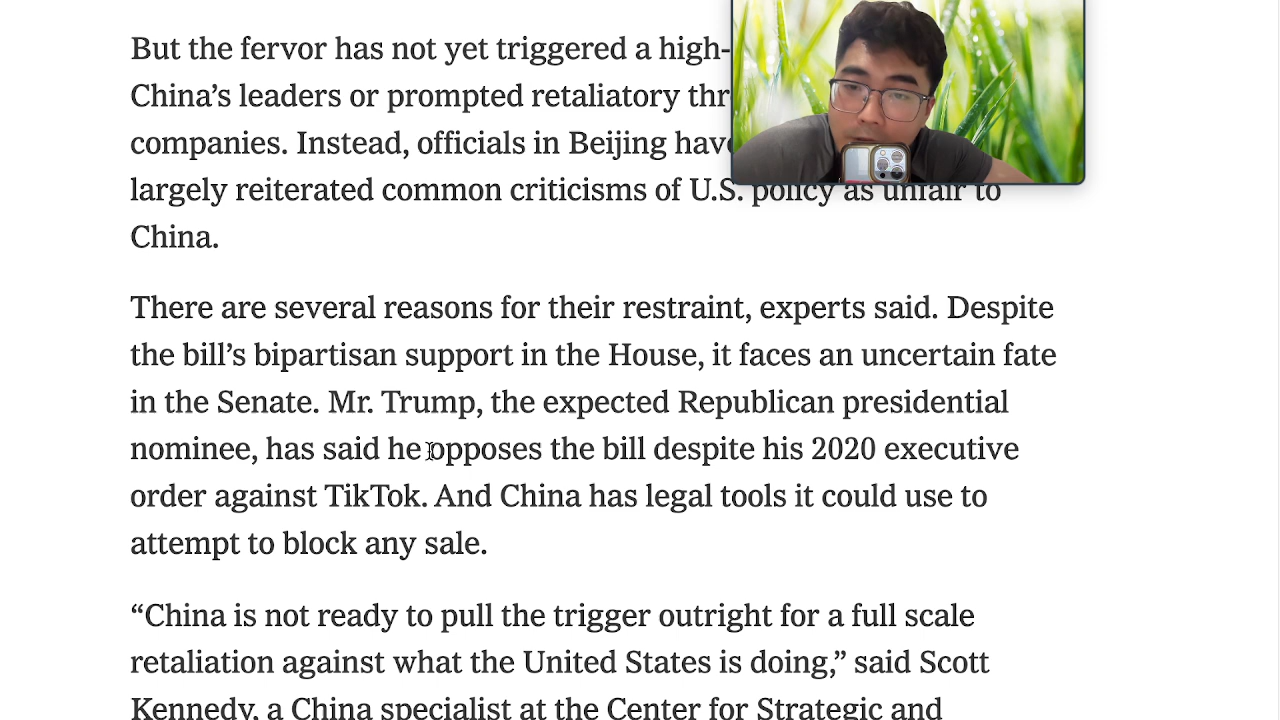 But the fervor has not yet triggered a high-
China’s leaders or prompted retaliatory
companies. Instead, officials in Beijing have
largely reiterated common criticisms of U.S. policy as unfair to
China.
There are several reasons for their restraint, experts said. Despite
the bill’s bipartisan support in the House, it faces an uncertain fate
in the Senate. Mr. Trump, the expected Republican presidential
nominee, has said he opposes the bill despite his 2020 executive
order against TikTok. And China has legal tools it could use to
attempt to block any sale.
“China is not ready to pull the trigger outright for a full scale
retaliation against what the United States is doing,” said Scott
Kennedy, a China specialist at the Center for Strategic and